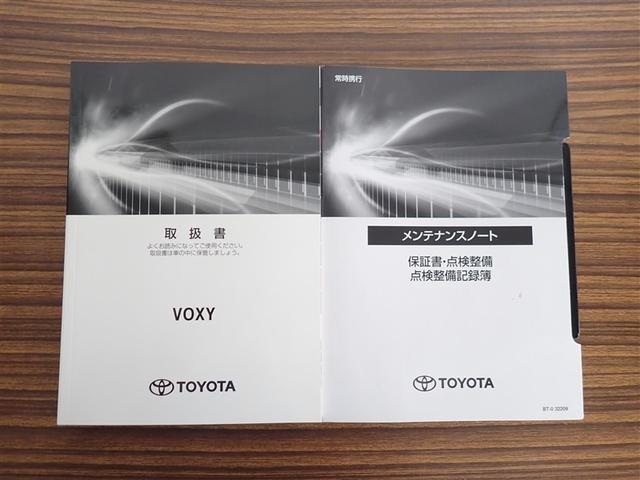 取扱書
よくお読みになってご使用ください。
取扱書は車の中に保管しましょう。
VOXY
TOYOTA
常時携行
メンテナンスノート
保証書・点検整備
点検整備記録簿
TOYOTA
BT-0 32209